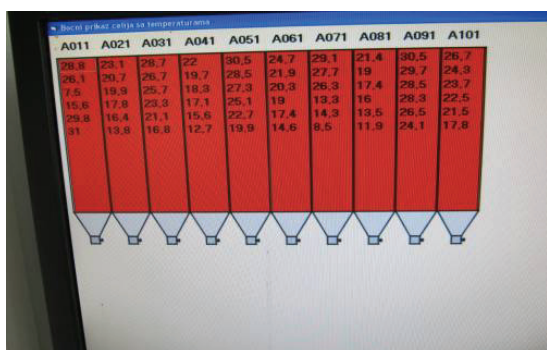 Bocni prikaz celija sa temperaturama
A011 A021 A031 A041 A051 A061 A071 A081 A091 A101
28,8 23,1 28,7 22 30,5 24,7 29,1 21,4 30,5 26,7
26,1 20,7 26,7 19,7 28,5 21,9 27,7 19 29,7 24,3
7,5 19,9 25,7 18,3 27,3 20,3 26,3 17,4 28,5 23,7
15,6 17,8 23,3 17,1 25,1 19 13,3 16 28,3 22,5
29,8 16,4 21,1 15,6 22,7 17,4 14,3 13,5 26,5 21,5
31 13,8 16,8 12,7 19,9 14,6 8,5 11,9 24,1 17,8